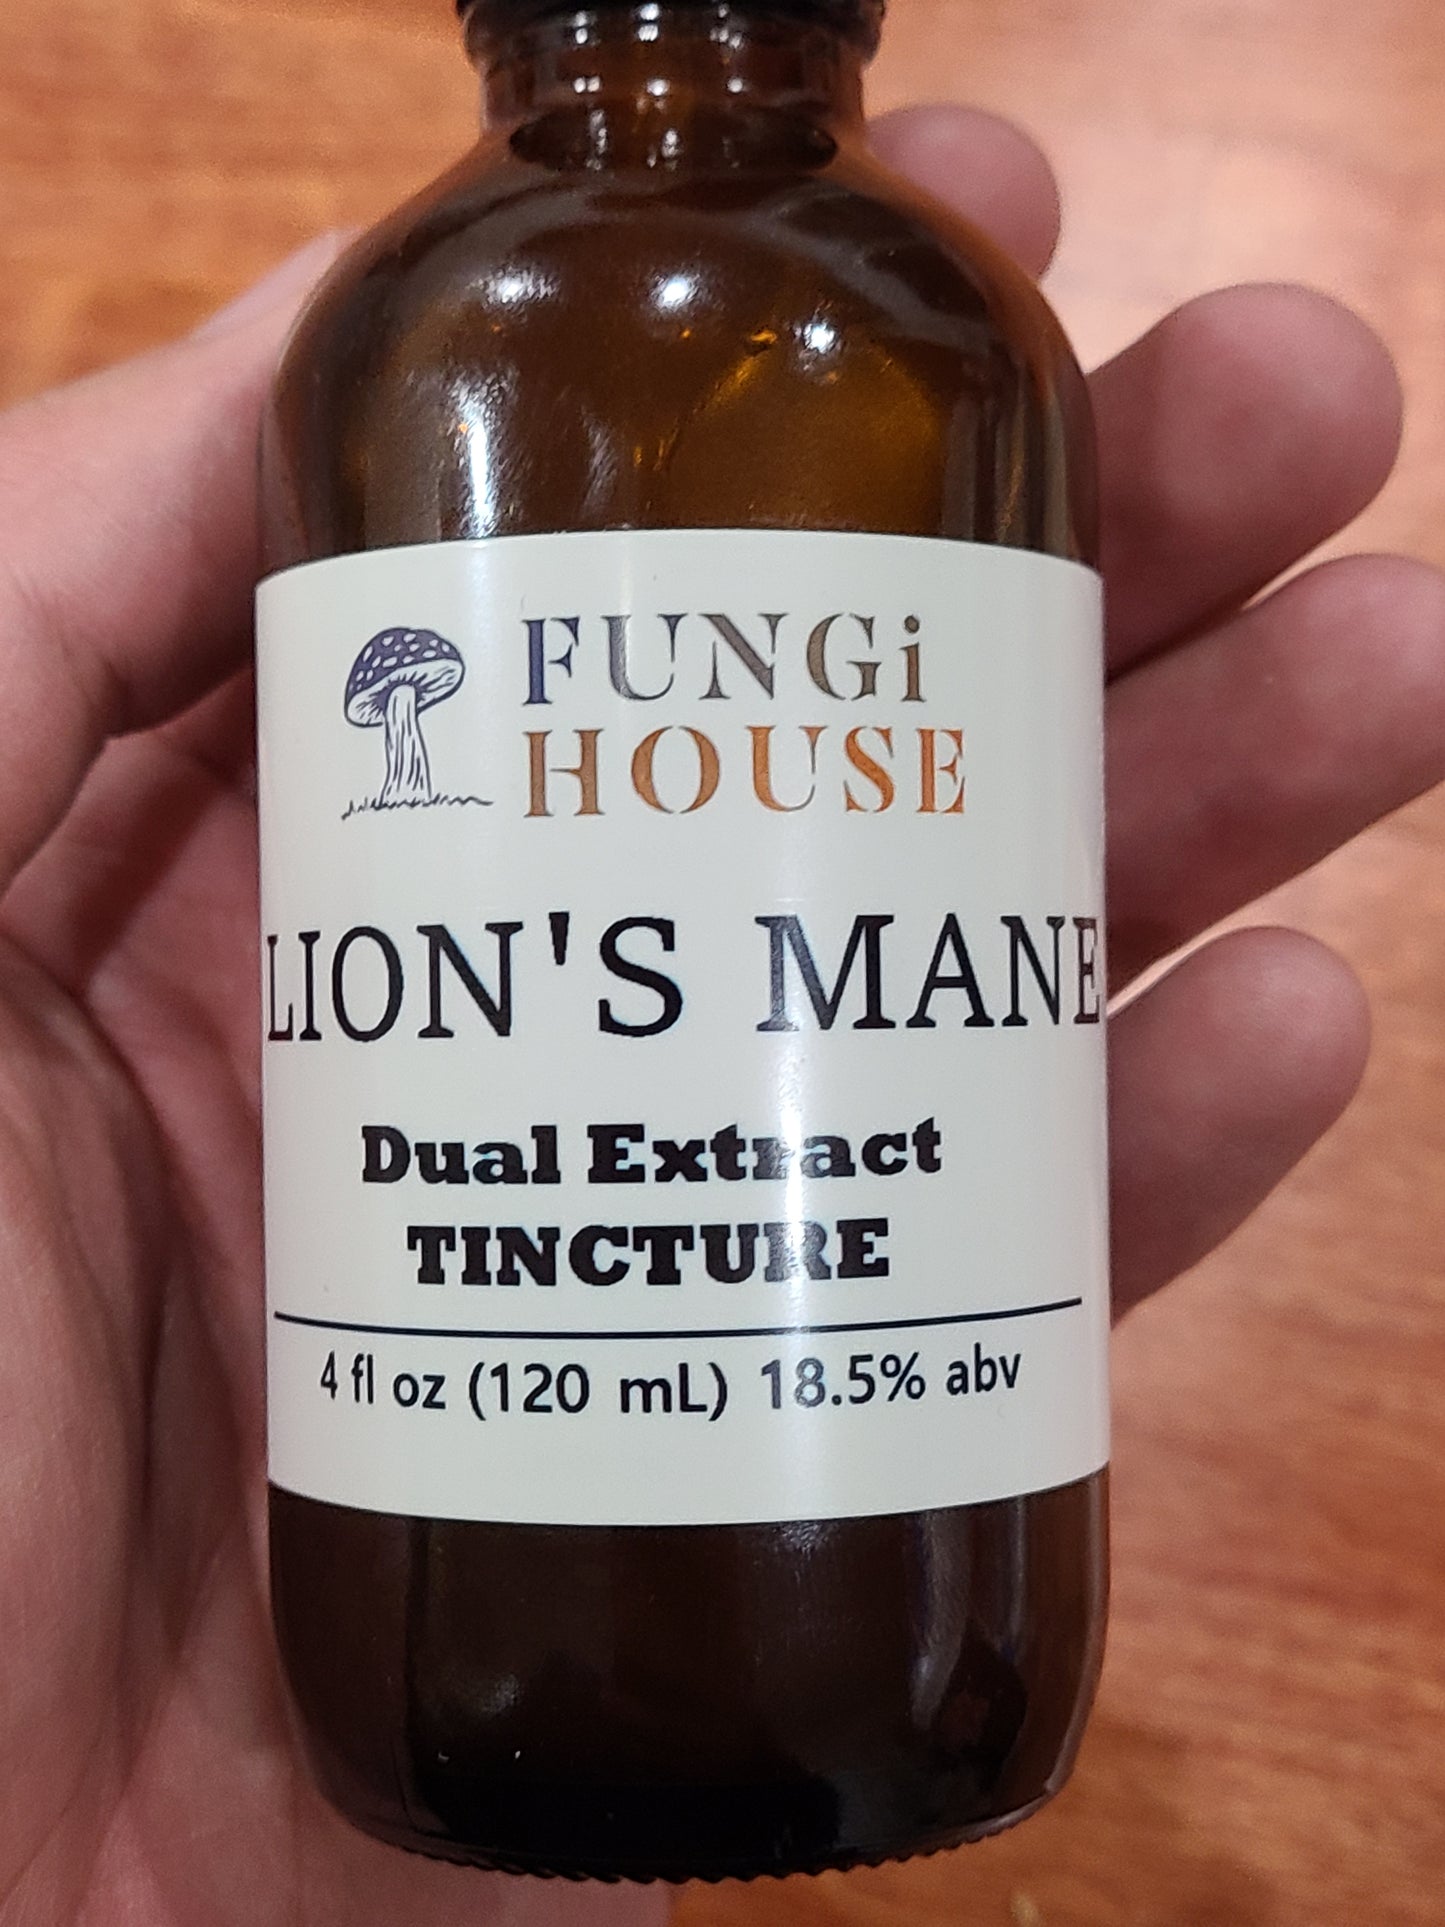 FUNGi
HOUSE
LION'S MANE
Dual Extract
TINCTURE
4 fl oz (120 mL) 18.5% abv